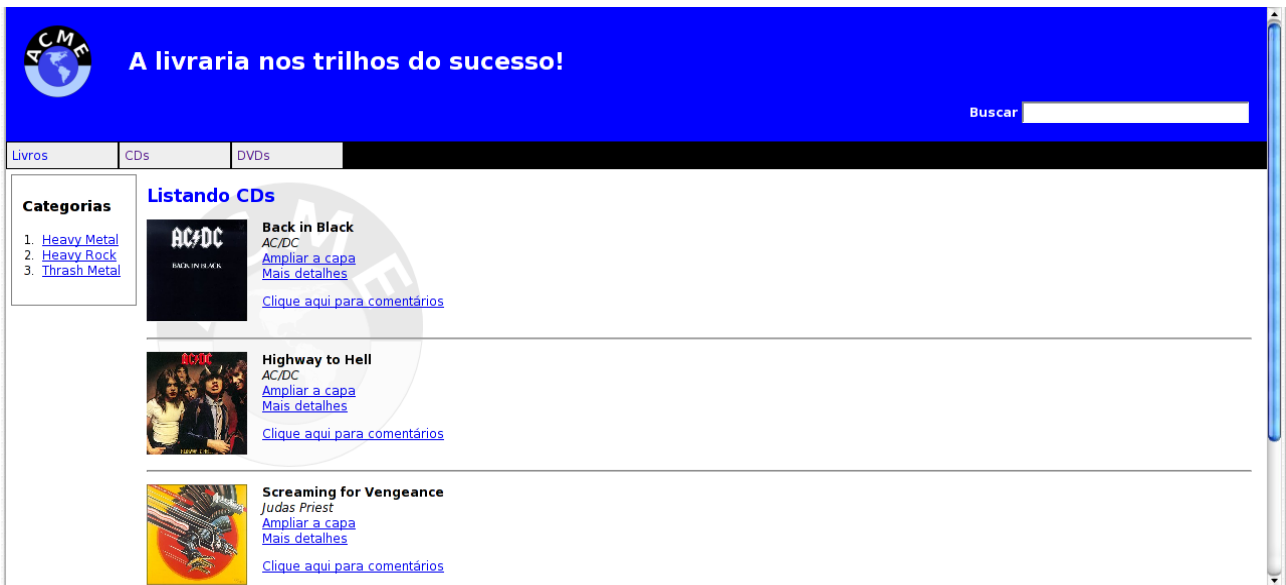 ACME
A livraria nos trilhos do sucesso!
Buscar
Livros
CDs
DVDs
Categorias
1. Heavy Metal
2. Heavy Rock
3. Thrash Metal
Listando CDs
ACME
AC/DC
BACK IN BLACK
Back in Black
AC/DC
Ampliar a capa
Mais detalhes
Clique aqui para comentários
AC/DC
Highway to Hell
AC/DC
Ampliar a capa
Mais detalhes
Clique aqui para comentários
Screaming for Vengeance
Judas Priest
Ampliar a capa
Mais detalhes
Clique aqui para comentários